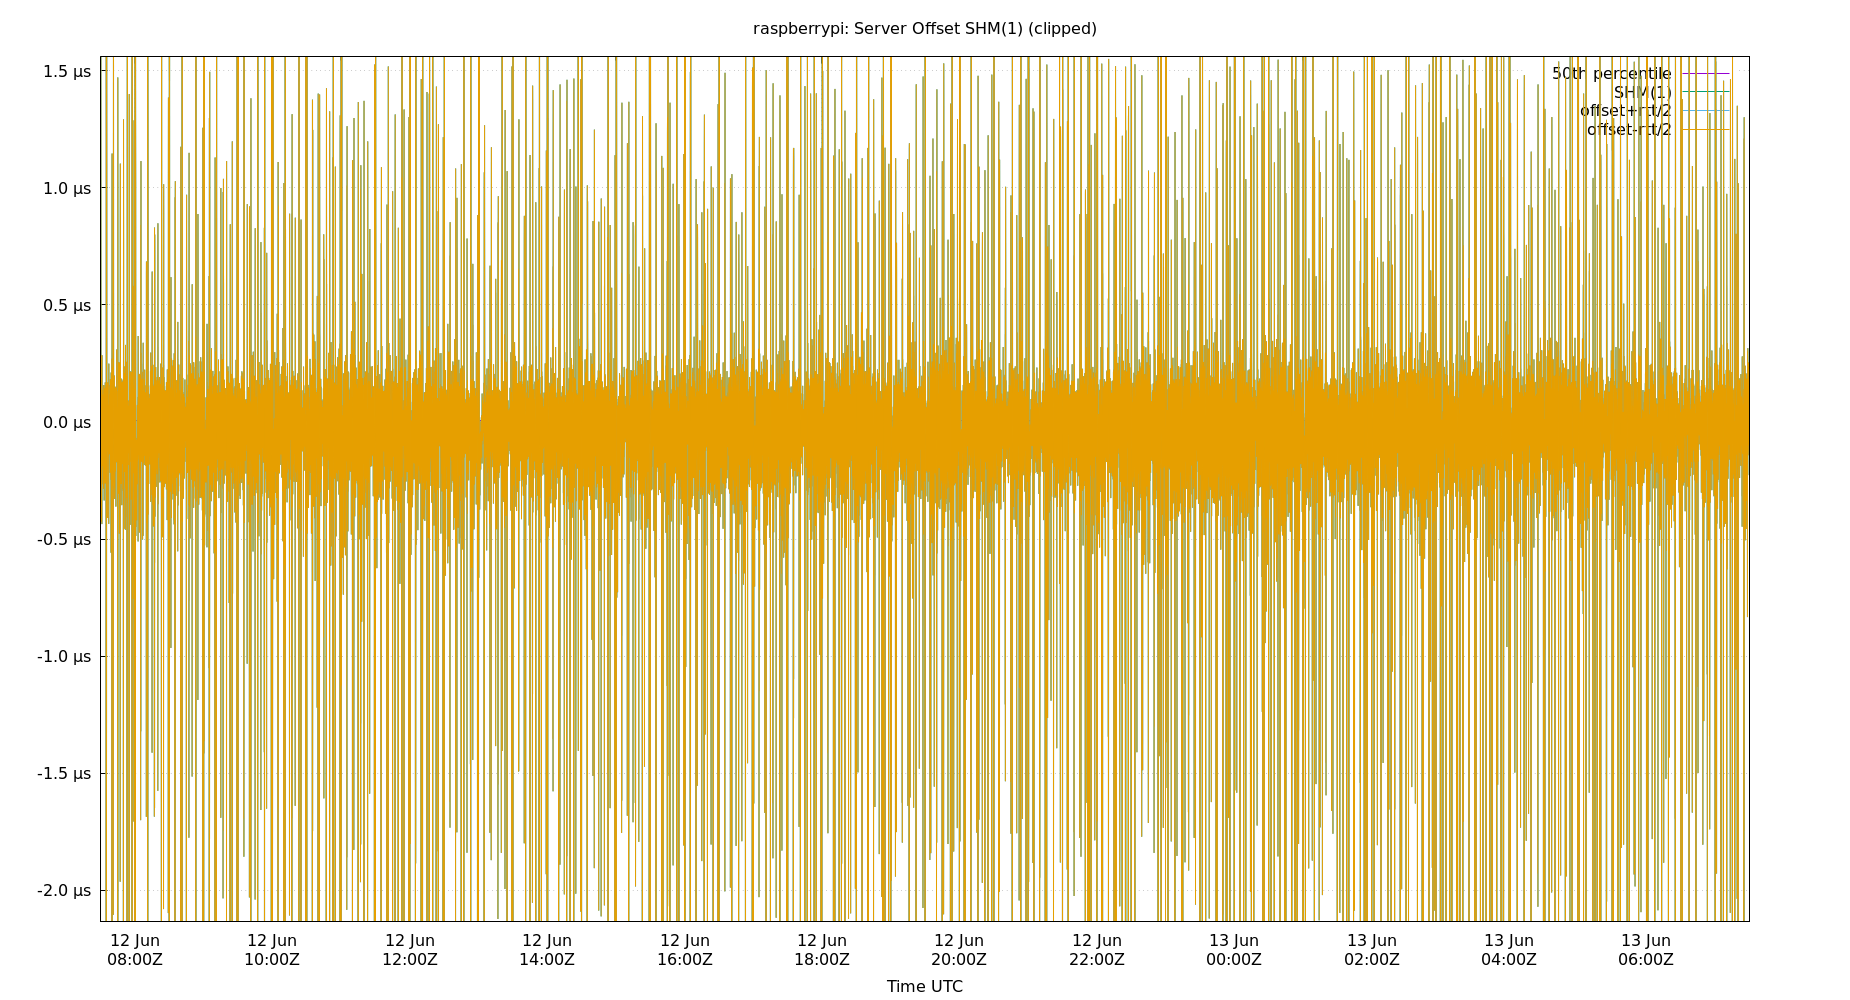 raspberrypi: Server Offset SHM(1) (clipped)
50th percentile
SHM(1)
offset+rtt/2
offset-rtt/2
1.5 µs
1.0 µs
0.5 µs
0.0 µs
-0.5 µs
-1.0 µs
-1.5 µs
-2.0 µs
12 Jun 12 Jun 12 Jun 12 Jun 12 Jun 12 Jun 12 Jun 12 Jun 13 Jun 13 Jun 13 Jun 13 Jun
08:00Z 10:00Z 12:00Z 14:00Z 16:00Z 18:00Z 20:00Z 22:00Z 00:00Z 02:00Z 04:00Z 06:00Z
Time UTC